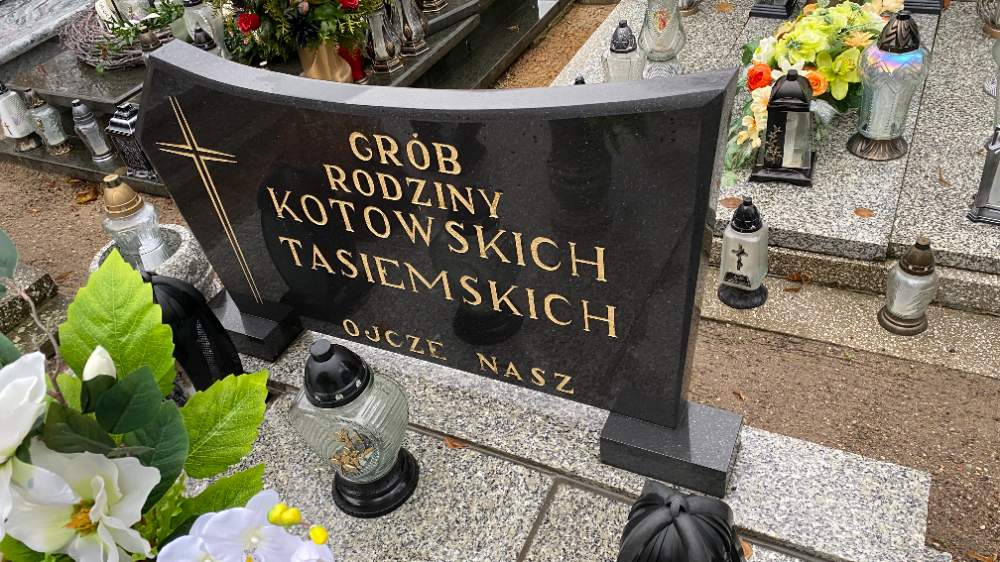 GRÓB
RODZINY
KOTOWSKICH
TASIEMSKICH
OJCZE NASZ